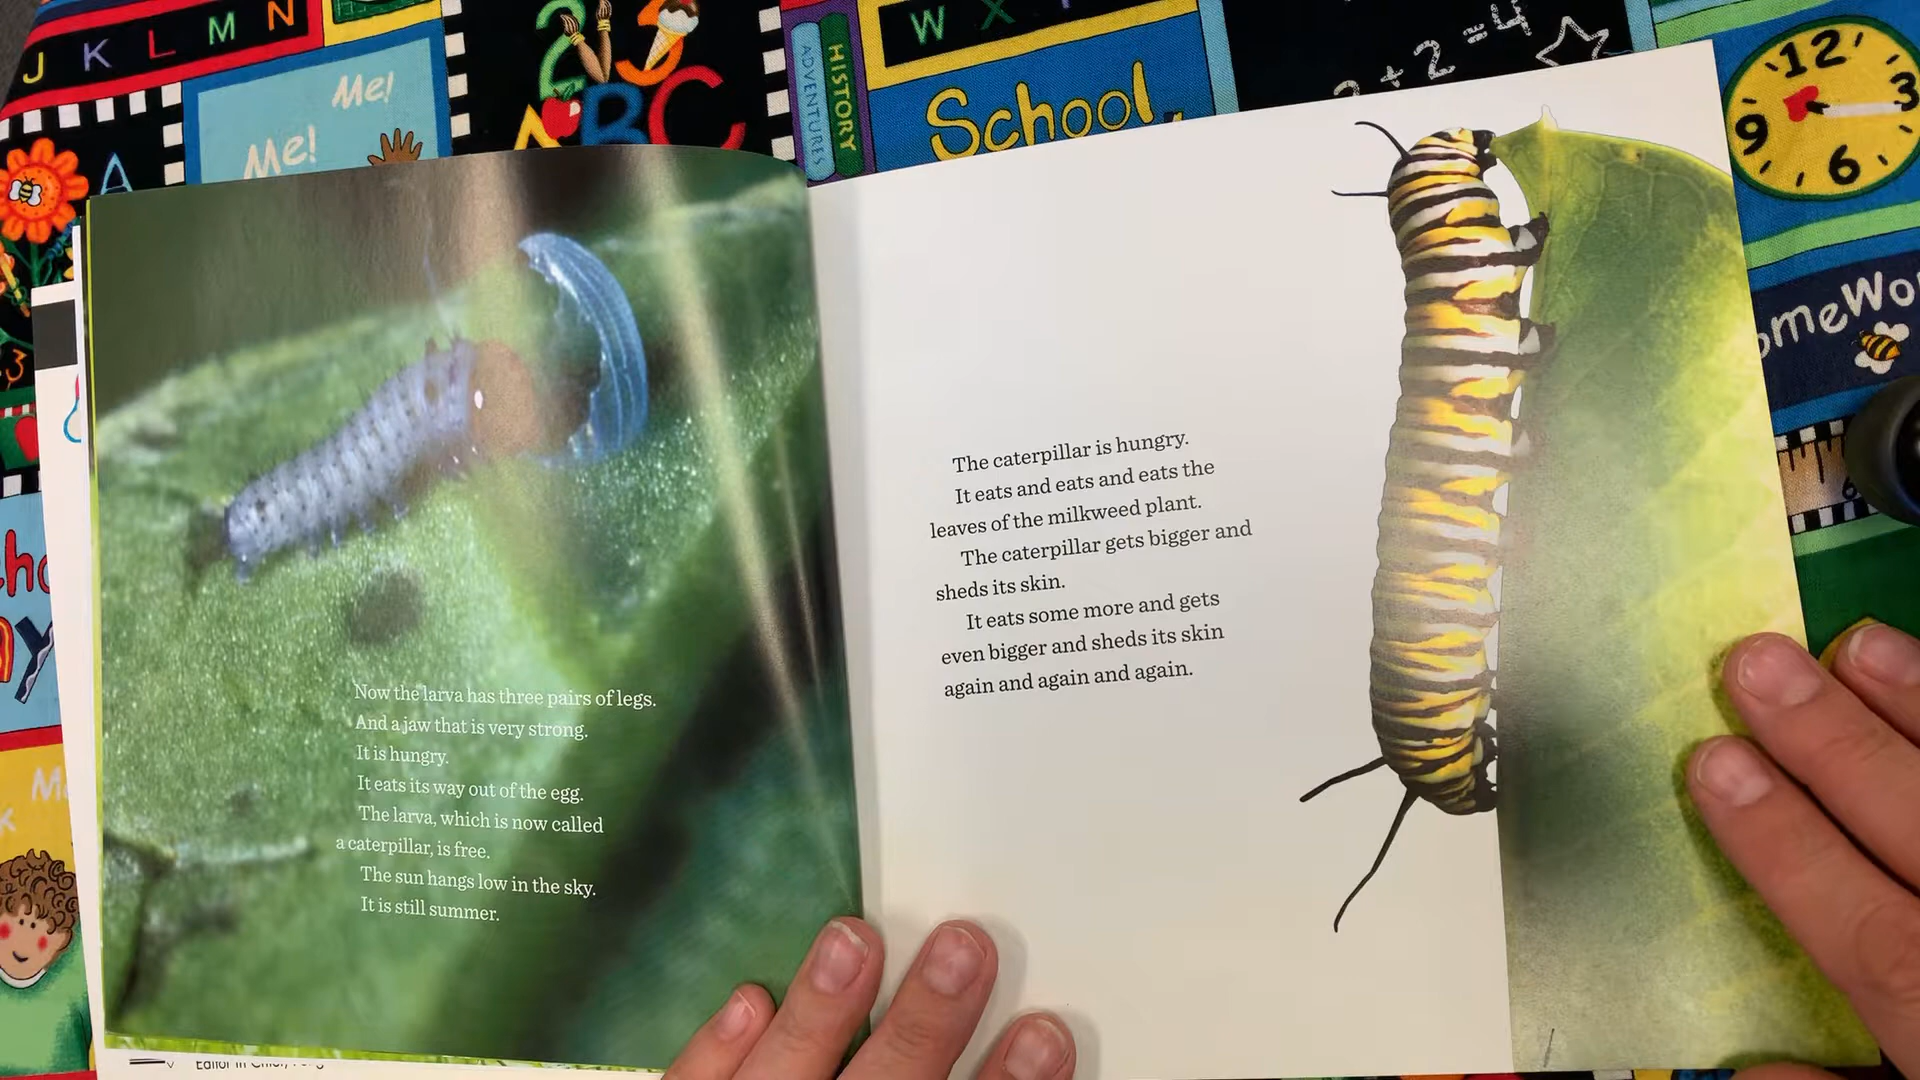 J K L M N
Me!
Me!
A
2 3
ABC
ADVENTURES
HISTORY
W X
School
2+2=4
12
3
6
9
HomeWo
3
Now the larva has three pairs of legs.
And a jaw that is very strong.
It is hungry.
It eats its way out of the egg.
The larva, which is now called
a caterpillar, is free.
The sun hangs low in the sky.
It is still summer.
The caterpillar is hungry.
It eats and eats and eats the
leaves of the milkweed plant.
The caterpillar gets bigger and
sheds its skin.
It eats some more and gets
even bigger and sheds its skin
again and again and again.